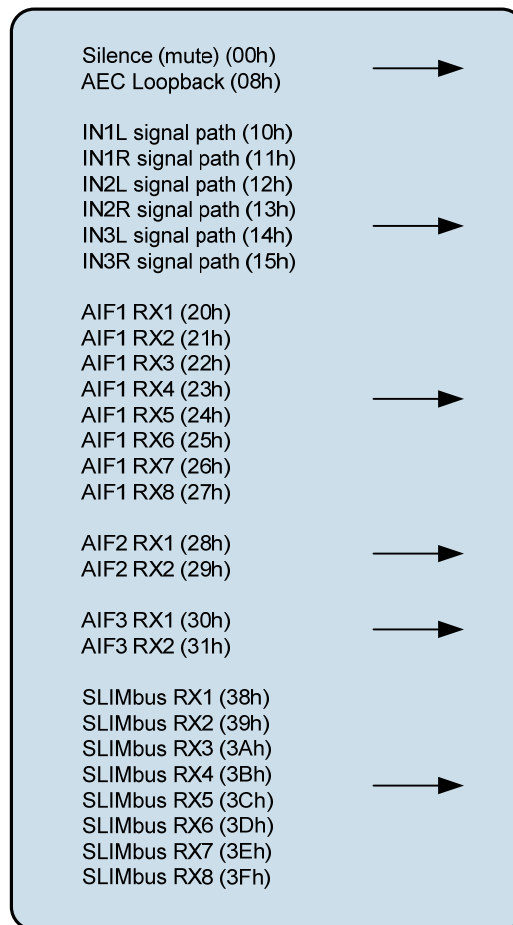 Silence (mute) (00h)
AEC Loopback (08h)
IN1L signal path (10h)
IN1R signal path (11h)
IN2L signal path (12h)
IN2R signal path (13h)
IN3L signal path (14h)
IN3R signal path (15h)
AIF1 RX1 (20h)
AIF1 RX2 (21h)
AIF1 RX3 (22h)
AIF1 RX4 (23h)
AIF1 RX5 (24h)
AIF1 RX6 (25h)
AIF1 RX7 (26h)
AIF1 RX8 (27h)
AIF2 RX1 (28h)
AIF2 RX2 (29h)
AIF3 RX1 (30h)
AIF3 RX2 (31h)
SLIMbus RX1 (38h)
SLIMbus RX2 (39h)
SLIMbus RX3 (3Ah)
SLIMbus RX4 (3Bh)
SLIMbus RX5 (3Ch)
SLIMbus RX6 (3Dh)
SLIMbus RX7 (3Eh)
SLIMbus RX8 (3Fh)